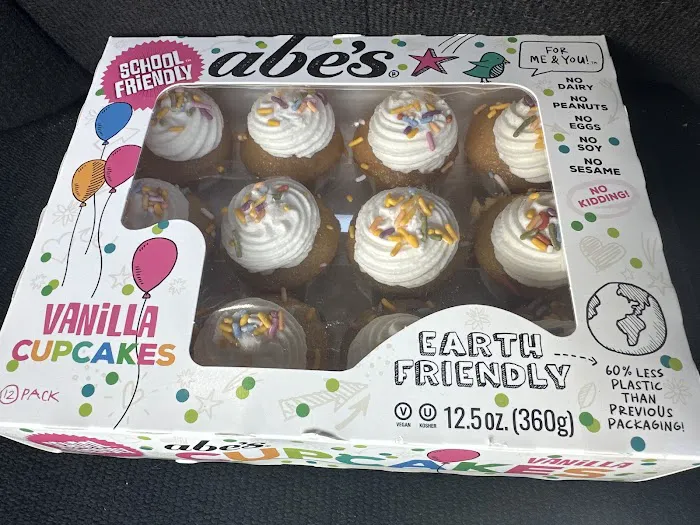 SCHOOL™
FRIENDLY
abe's®
FOR
ME & YOU!™
NO
DAIRY
NO
PEANUTS
NO
EGGS
NO
SOY
NO
SESAME
NO
KIDDING!
VANiLLA
CUPCAKES
12 PACK
EARTH
FRIENDLY
60% LESS
PLASTIC
THAN
PREVIOUS
PACKAGING!
V U
VEGAN KOSHER
12.5 oz. (360g)
abe's
VANiLLA
CUPCAKES